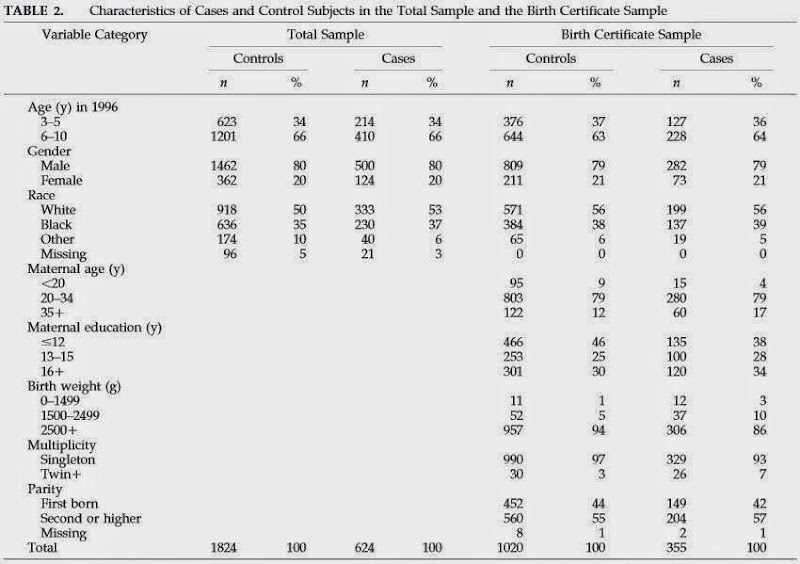 TABLE 2. Characteristics of Cases and Control Subjects in the Total Sample and the Birth Certificate Sample
Variable Category Total Sample Birth Certificate Sample
Controls Cases Controls Cases
n % n % n % n %
Age (y) in 1996
3–5 623 34 214 34 376 37 127 36
6–10 1201 66 410 66 644 63 228 64
Gender
Male 1462 80 500 80 809 79 282 79
Female 362 20 124 20 211 21 73 21
Race
White 918 50 333 53 571 56 199 56
Black 636 35 230 37 384 38 137 39
Other 174 10 40 6 65 6 19 5
Missing 96 5 21 3 0 0 0 0
Maternal age (y)
<20 95 9 15 4
20–34 803 79 280 79
35+ 122 12 60 17
Maternal education (y)
≤12 466 46 135 38
13–15 253 25 100 28
16+ 301 30 120 34
Birth weight (g)
0–1499 11 1 12 3
1500–2499 52 5 37 10
2500+ 957 94 306 86
Multiplicity
Singleton 990 97 329 93
Twin+ 30 3 26 7
Parity
First born 452 44 149 42
Second or higher 560 55 204 57
Missing 8 1 2 1
Total 1824 100 624 100 1020 100 355 100